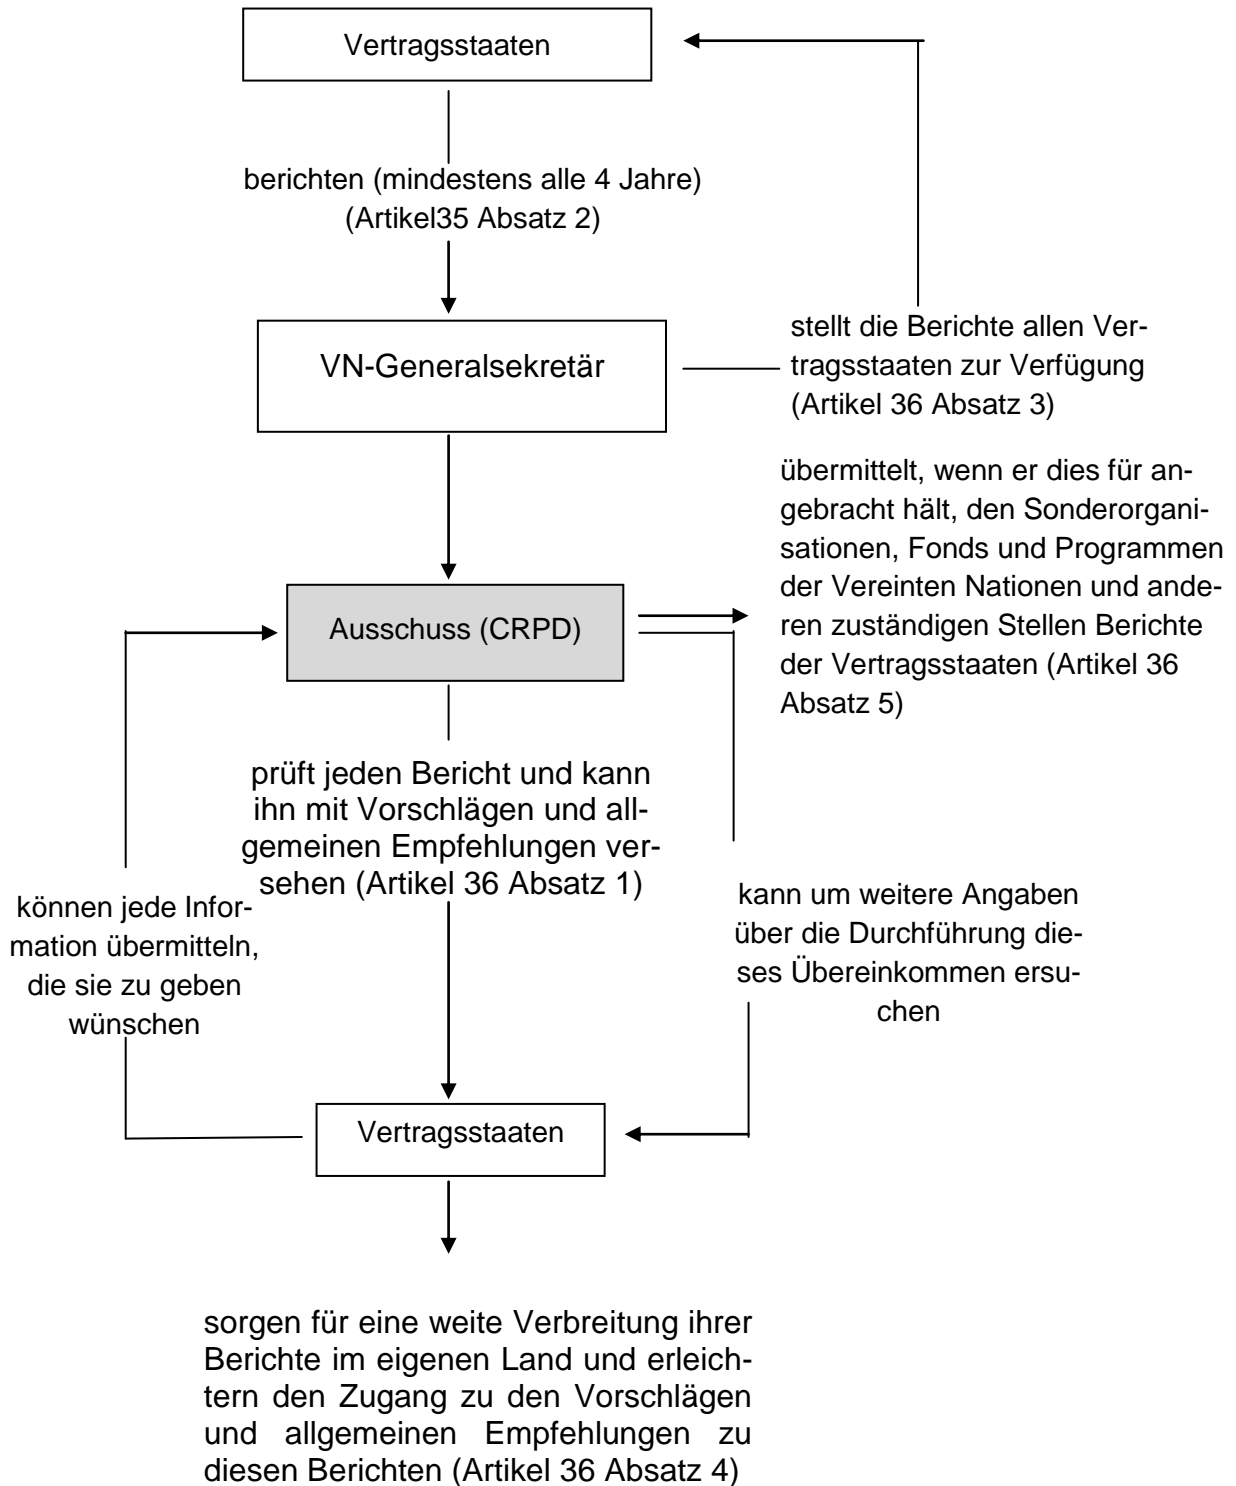 Vertragsstaaten
berichten (mindestens alle 4 Jahre)
(Artikel35 Absatz 2)
VN-Generalsekretär
stellt die Berichte allen Ver-
tragsstaaten zur Verfügung
(Artikel 36 Absatz 3)
übermittelt, wenn er dies für an-
gebracht hält, den Sonderorgani-
sationen, Fonds und Programmen
der Vereinten Nationen und ande-
ren zuständigen Stellen Berichte
der Vertragsstaaten (Artikel 36
Absatz 5)
Ausschuss (CRPD)
prüft jeden Bericht und kann
ihn mit Vorschlägen und all-
gemeinen Empfehlungen ver-
sehen (Artikel 36 Absatz 1)
können jede Infor-
mation übermitteln,
die sie zu geben
wünschen
kann um weitere Angaben
über die Durchführung die-
ses Übereinkommen ersu-
chen
Vertragsstaaten
sorgen für eine weite Verbreitung ihrer
Berichte im eigenen Land und erleich-
tern den Zugang zu den Vorschlägen
und allgemeinen Empfehlungen zu
diesen Berichten (Artikel 36 Absatz 4)